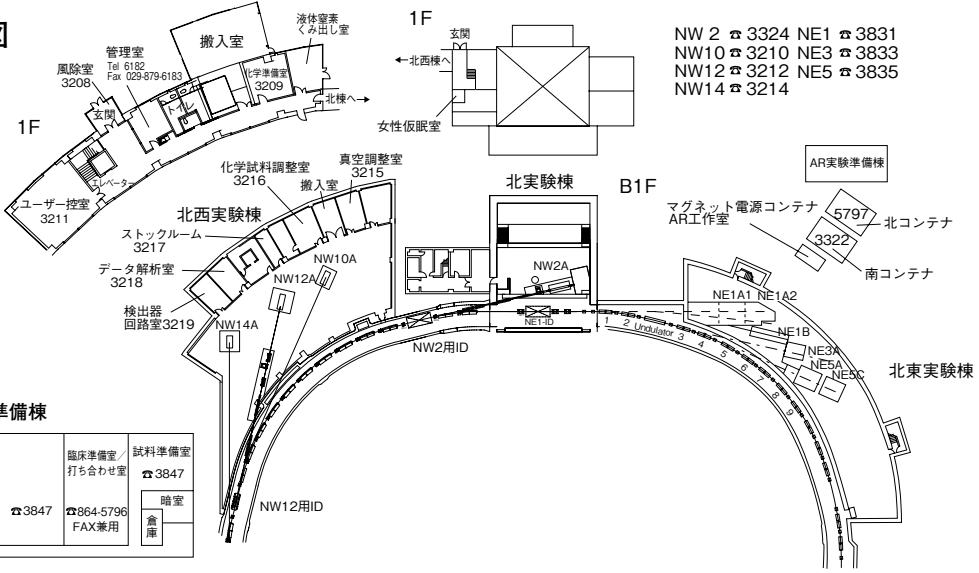 図
1F
風除室
3208
玄関
管理室
Tel 6182
Fax 029-879-6183
トイレ
搬入室
化学準備室
3209
液体窒素
くみ出し室
北棟へ→
エレベーター
ユーザー控室
3211
1F
玄関
←北西棟へ
女性仮眠室
NW 2 ☎ 3324 NE1 ☎ 3831
NW10 ☎ 3210 NE3 ☎ 3833
NW12 ☎ 3212 NE5 ☎ 3835
NW14 ☎ 3214
AR実験準備棟
マグネット電源コンテナ
AR工作室
5797
北コンテナ
3322
南コンテナ
B1F
北実験棟
北西実験棟
化学試料調整室
3216
搬入室
真空調整室
3215
ストックルーム
3217
データ解析室
3218
検出器
回路室3219
NW14A
NW12A
NW10A
NW2A
NE1-ID
NW2用ID
NW12用ID
1 2 Undulator 3 4 5 6 7 8 9
NE1A1
NE1A2
NE1B
NE3A
NE5A
NE5C
北東実験棟
準備棟
☎3847
臨床準備室/
打ち合わせ室
☎864-5796
FAX兼用
試料準備室
☎3847
暗室
倉庫